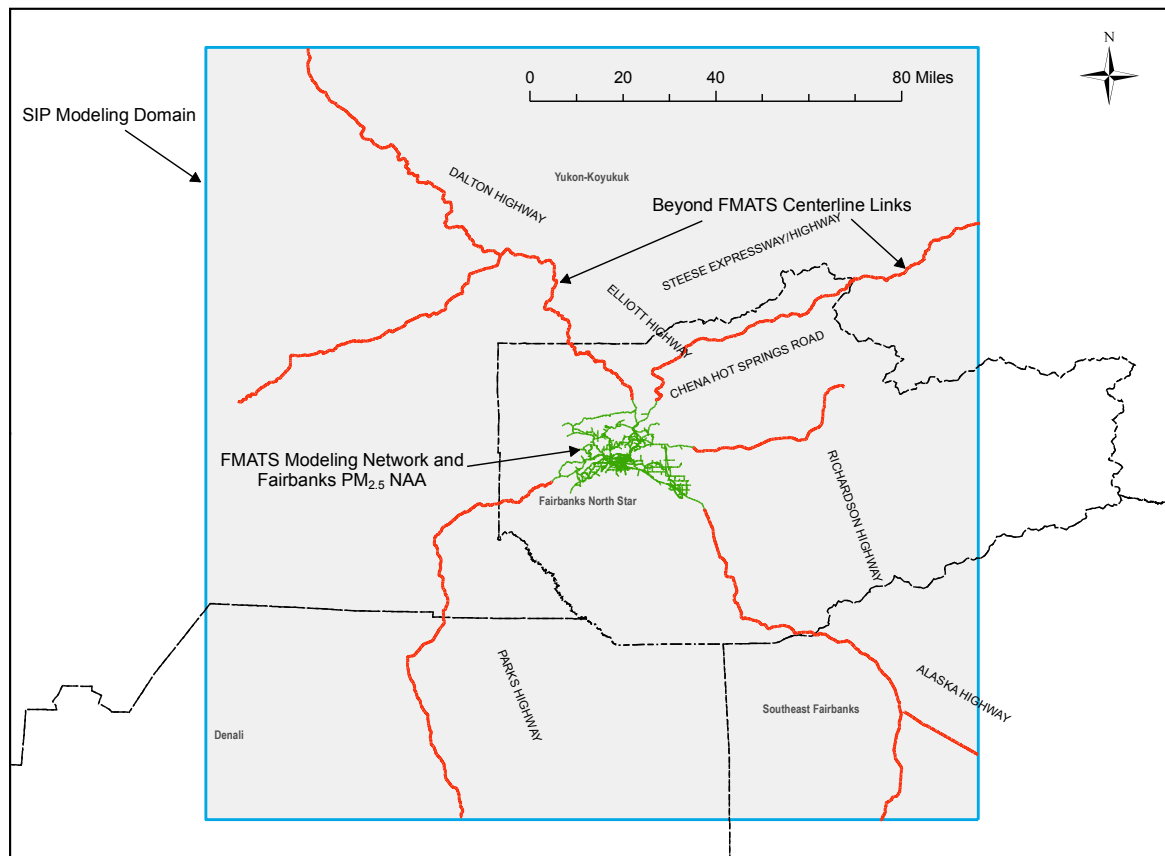 N
0 20 40 80 Miles
SIP Modeling Domain
DALTON HIGHWAY
Yukon-Koyukuk
Beyond FMATS Centerline Links
STEESE EXPRESSWAY/HIGHWAY
ELLIOTT HIGHWAY
CHENA HOT SPRINGS ROAD
FMATS Modeling Network and
Fairbanks PM2.5 NAA
Fairbanks North Star
RICHARDSON HIGHWAY
PARKS HIGHWAY
ALASKA HIGHWAY
Southeast Fairbanks
Denali